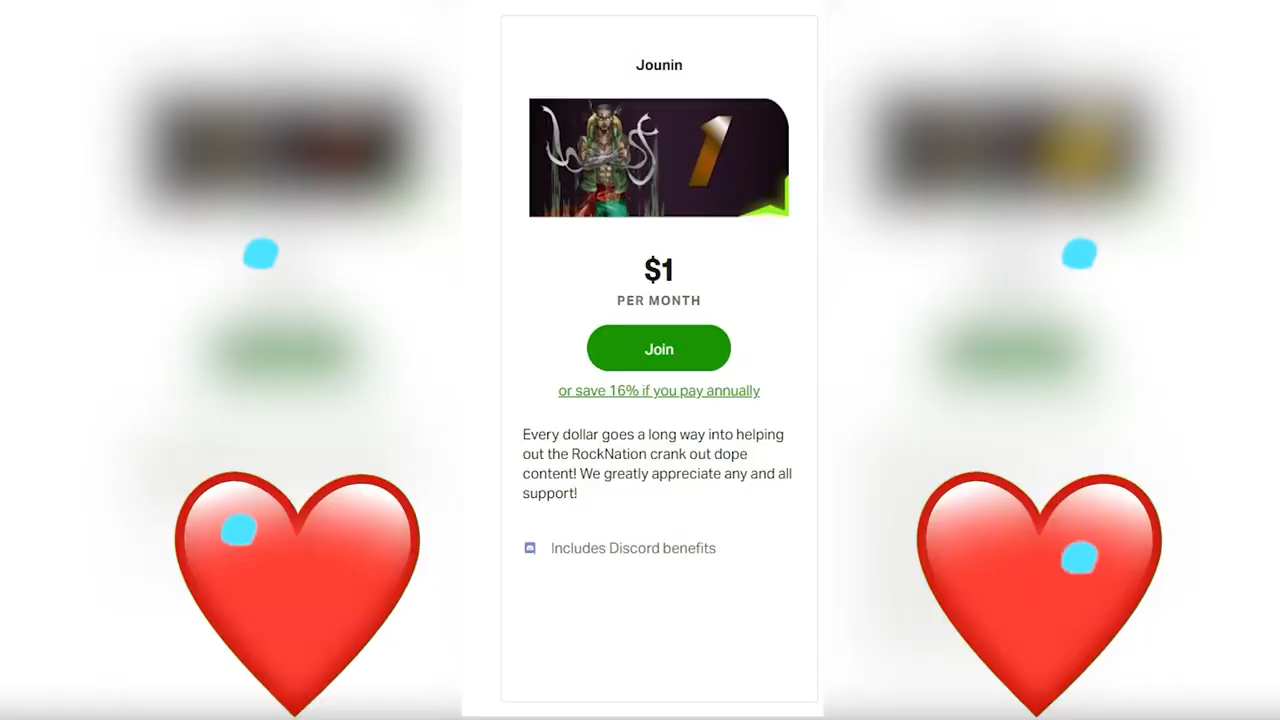 Jounin
1
$1
PER MONTH
Join
or save 16% if you pay annually
Every dollar goes a long way into helping
out the RockNation crank out dope
content! We greatly appreciate any and all
support!
Includes Discord benefits